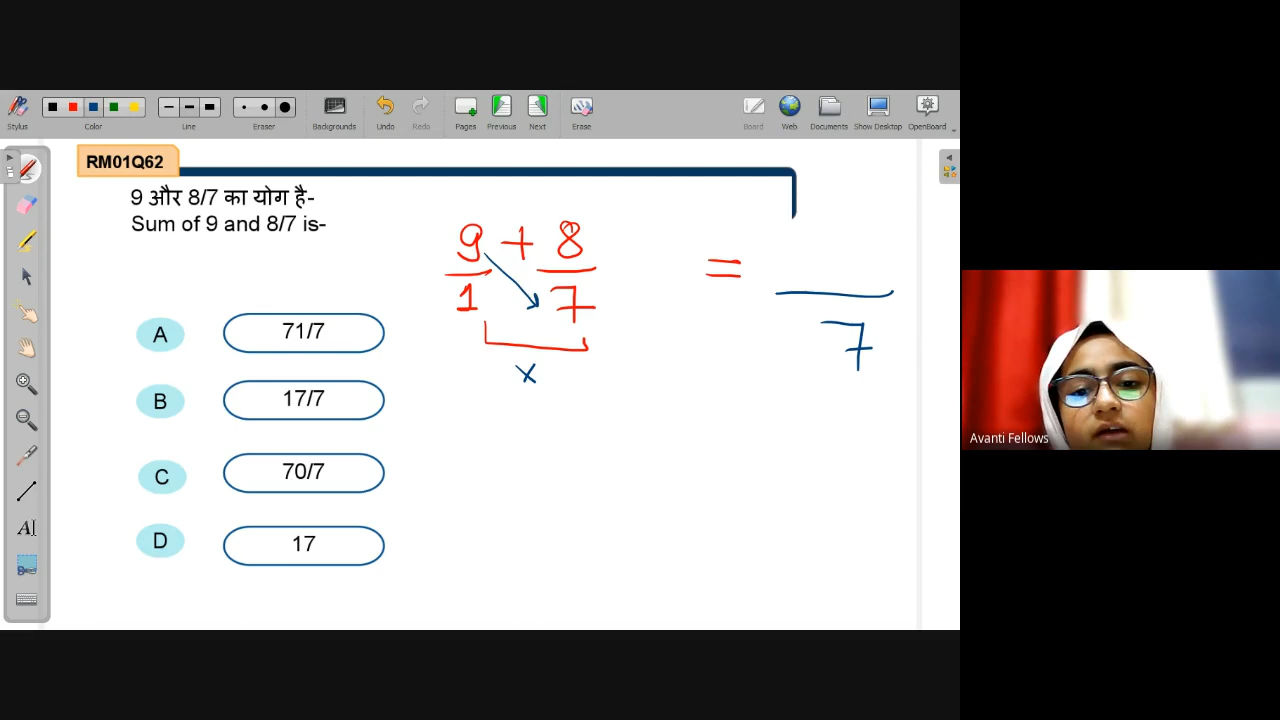 Stylus
Color
Line
Eraser
Backgrounds
Undo
Redo
Pages
Previous
Next
Erase
Board
Web
Documents
Show Desktop
OpenBoard
RM01Q62
9 और 8/7 का योग है-
Sum of 9 and 8/7 is-
9 + 8 =
1 7 7
x
A 71/7
B 17/7
C 70/7
D 17
AI
Avanti Fellows